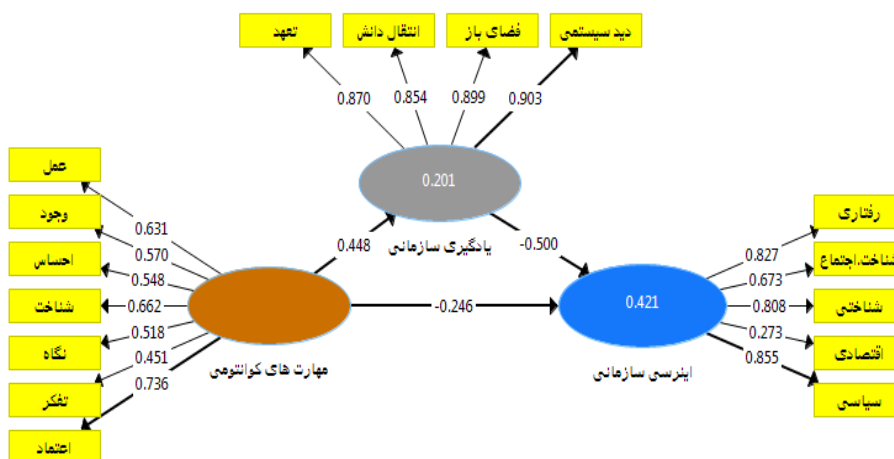 تعهد
انتقال دانش
فضای باز
دید سیستمی
0.870
0.854
0.899
0.903
0.201
یادگیری سازمانی
عمل
وجود
احساس
شناخت
نگاه
تفکر
اعتماد
0.631
0.570
0.548
0.662
0.518
0.451
0.736
مهارت های کوانتومی
0.448
-0.500
-0.246
0.421
اینرسی سازمانی
0.827
0.673
0.808
0.273
0.855
رفتاری
شناخت.اجتماع
شناختی
اقتصادی
سیاسی